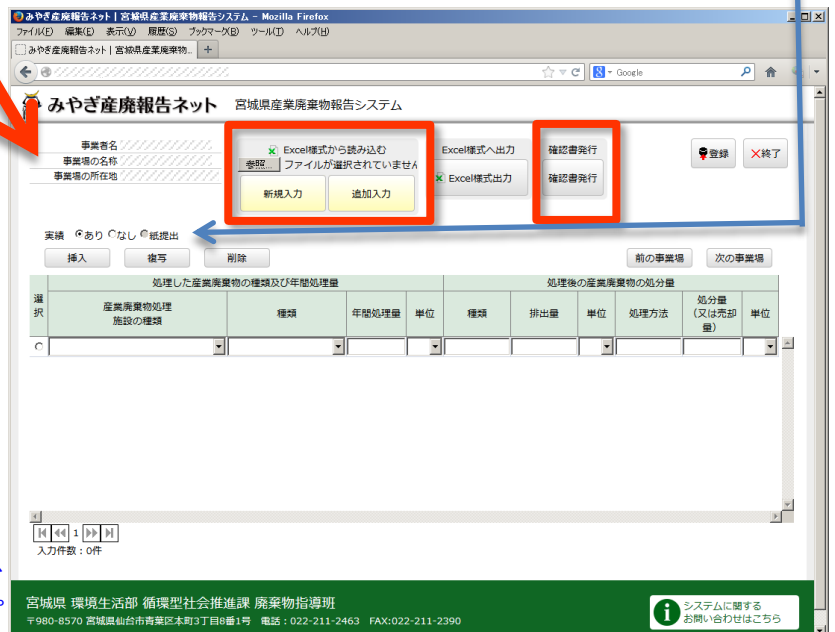 みやぎ産廃報告ネット | 宮城県産業廃棄物報告システム - Mozilla Firefox
ファイル(F) 編集(E) 表示(V) 履歴(S) ブックマーク(B) ツール(T) ヘルプ(H)
みやぎ産廃報告ネット | 宮城県産業廃棄物...
Google
みやぎ産廃報告ネット 宮城県産業廃棄物報告システム
事業者名
事業場の名称
事業場の所在地
Excel様式から読み込む
参照... ファイルが選択されていません
新規入力 追加入力
Excel様式へ出力
Excel様式出力
確認書発行
確認書発行
登録 終了
実績 あり なし 紙提出
挿入 複写 削除 前の事業場 次の事業場
処理した産業廃棄物の種類及び年間処理量 処理後の産業廃棄物の処分量
選択 産業廃棄物処理施設の種類 種類 年間処理量 単位 種類 排出量 単位 処理方法 処分量(又は売却量) 単位
1
入力件数：0件
宮城県 環境生活部 循環型社会推進課 廃棄物指導班
〒980-8570 宮城県仙台市青葉区本町3丁目8番1号 電話：022-211-2463 FAX:022-211-2390
システムに関する
お問い合わせはこちら